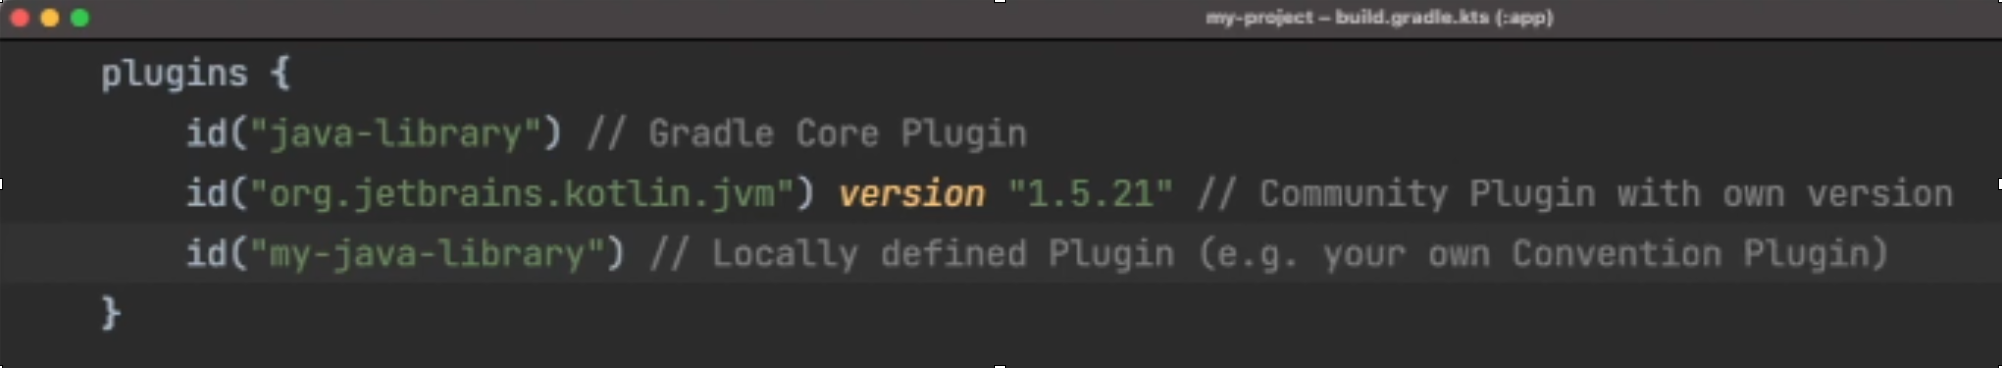 my-project – build.gradle.kts (:app)
plugins {
    id("java-library") // Gradle Core Plugin
    id("org.jetbrains.kotlin.jvm") version "1.5.21" // Community Plugin with own version
    id("my-java-library") // Locally defined Plugin (e.g. your own Convention Plugin)
}